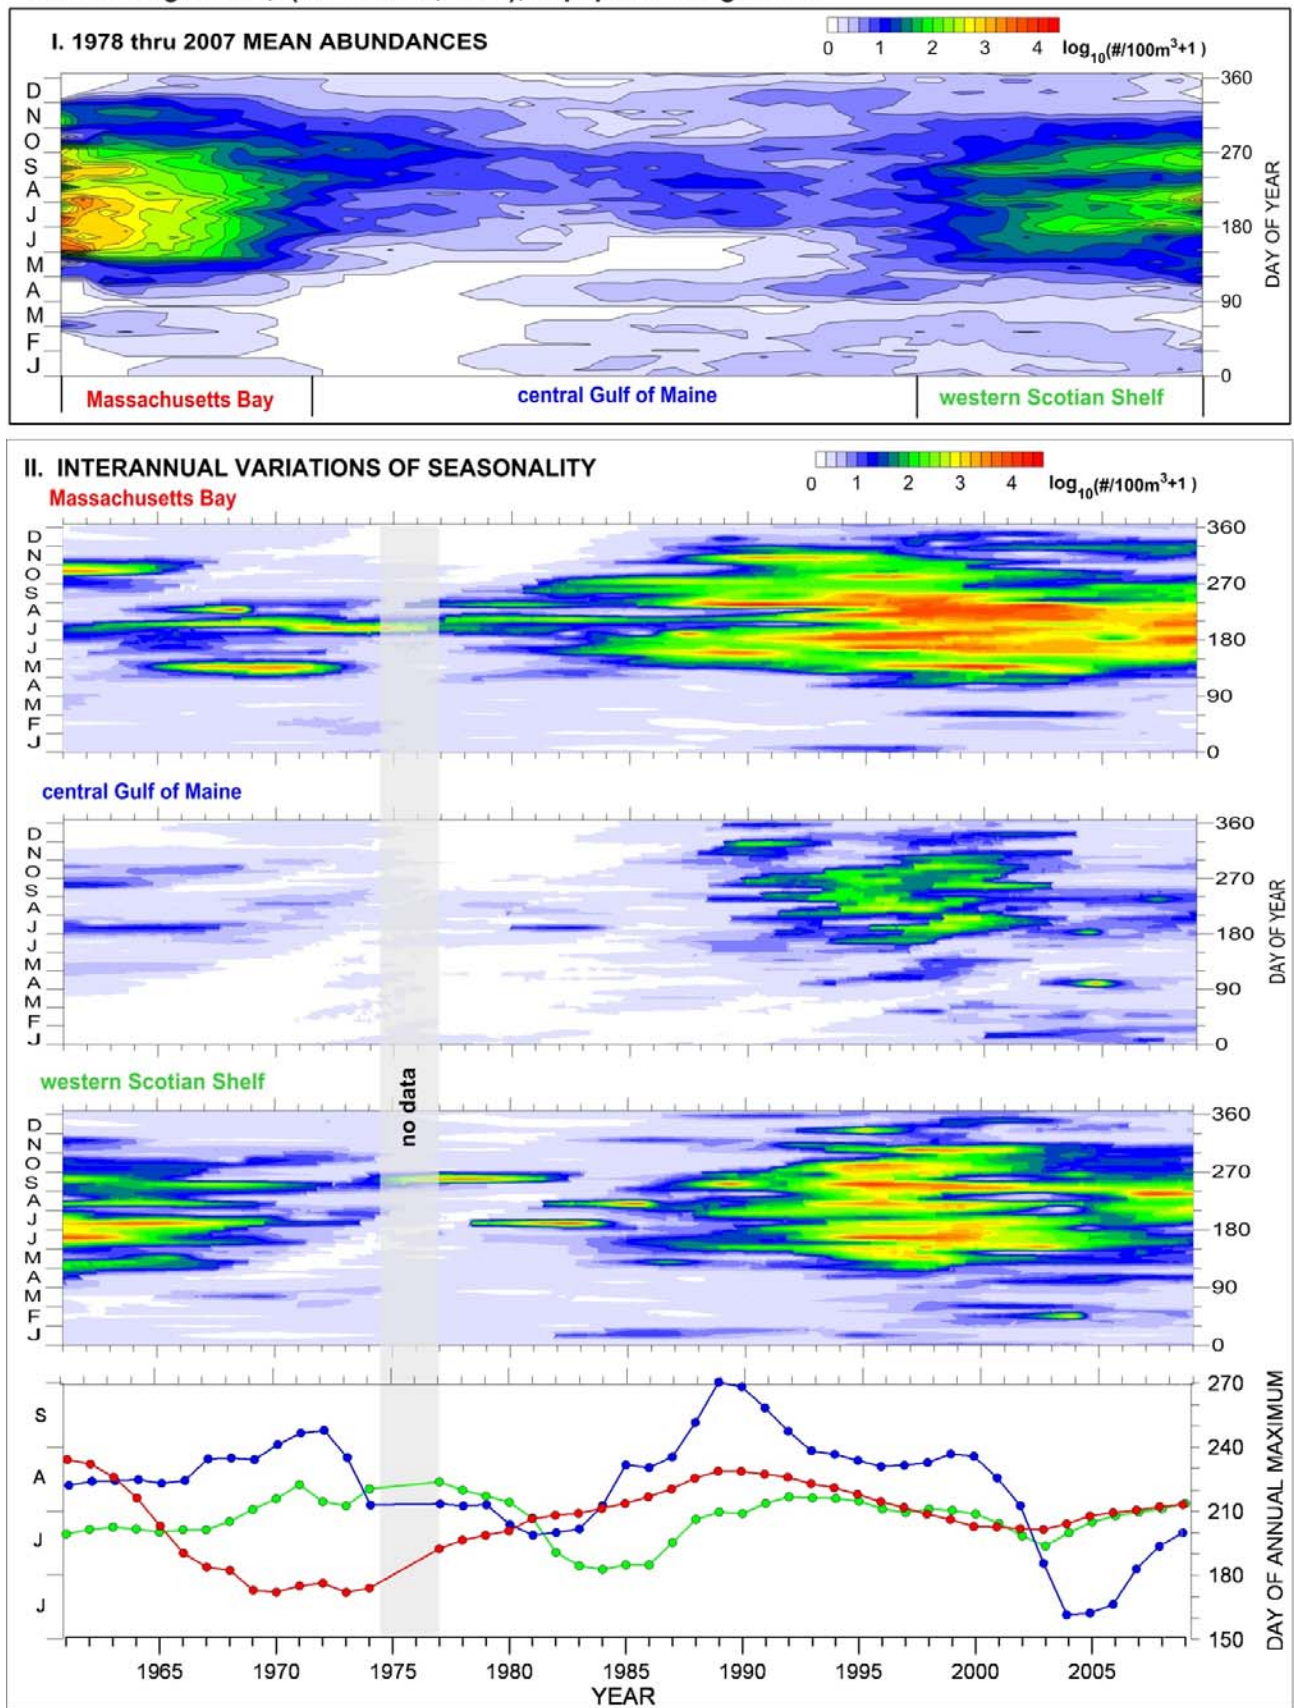 I. 1978 thru 2007 MEAN ABUNDANCES
0 1 2 3 4 log10(#/100m³+1)
D 360
N
O 270
S
A
J 180
J
M
A 90
M
F
J 0
DAY OF YEAR
Massachusetts Bay central Gulf of Maine western Scotian Shelf
II. INTERANNUAL VARIATIONS OF SEASONALITY
0 1 2 3 4 log10(#/100m³+1)
Massachusetts Bay
D 360
N
O 270
S
A
J 180
J
M
A 90
M
F
J 0
central Gulf of Maine
D 360
N
O 270
S
A
J 180
J
M
A 90
M
F
J 0
DAY OF YEAR
western Scotian Shelf
no data
D 360
N
O 270
S
A
J 180
J
M
A 90
M
F
J 0
270
S
240
A
210
J
180
J
150
DAY OF ANNUAL MAXIMUM
1965 1970 1975 1980 1985 1990 1995 2000 2005
YEAR